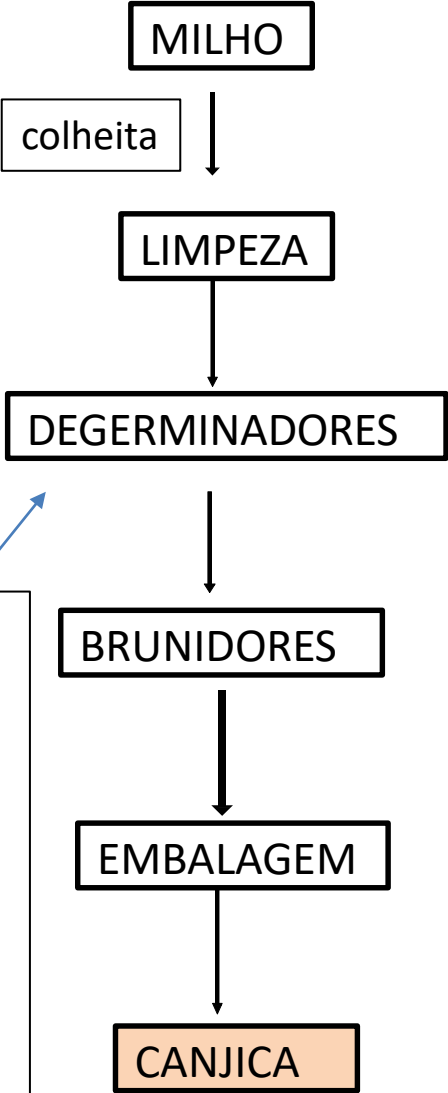 MILHO
colheita
LIMPEZA
DEGERMINADORES
BRUNIDORES
EMBALAGEM
CANJICA